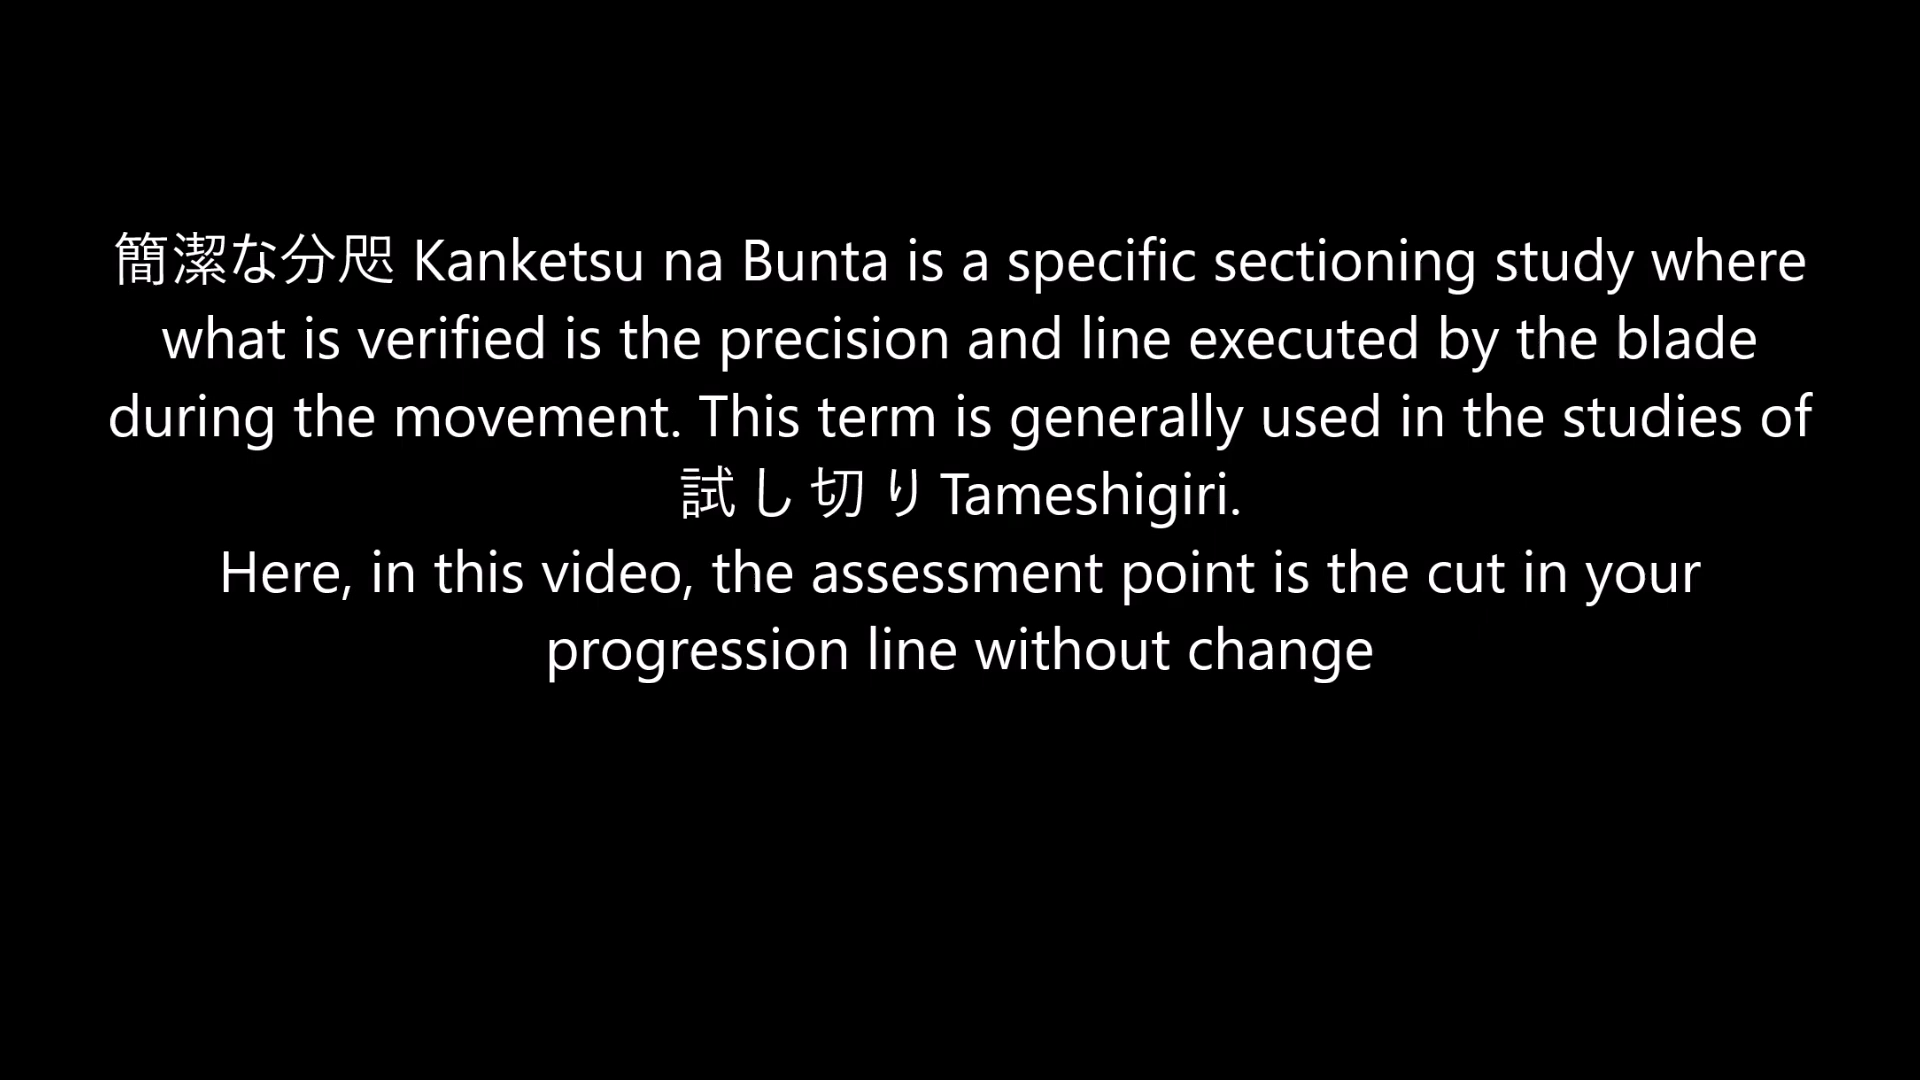 簡潔な分咫 Kanketsu na Bunta is a specific sectioning study where
what is verified is the precision and line executed by the blade
during the movement. This term is generally used in the studies of
試し切り Tameshigiri.
Here, in this video, the assessment point is the cut in your
progression line without change